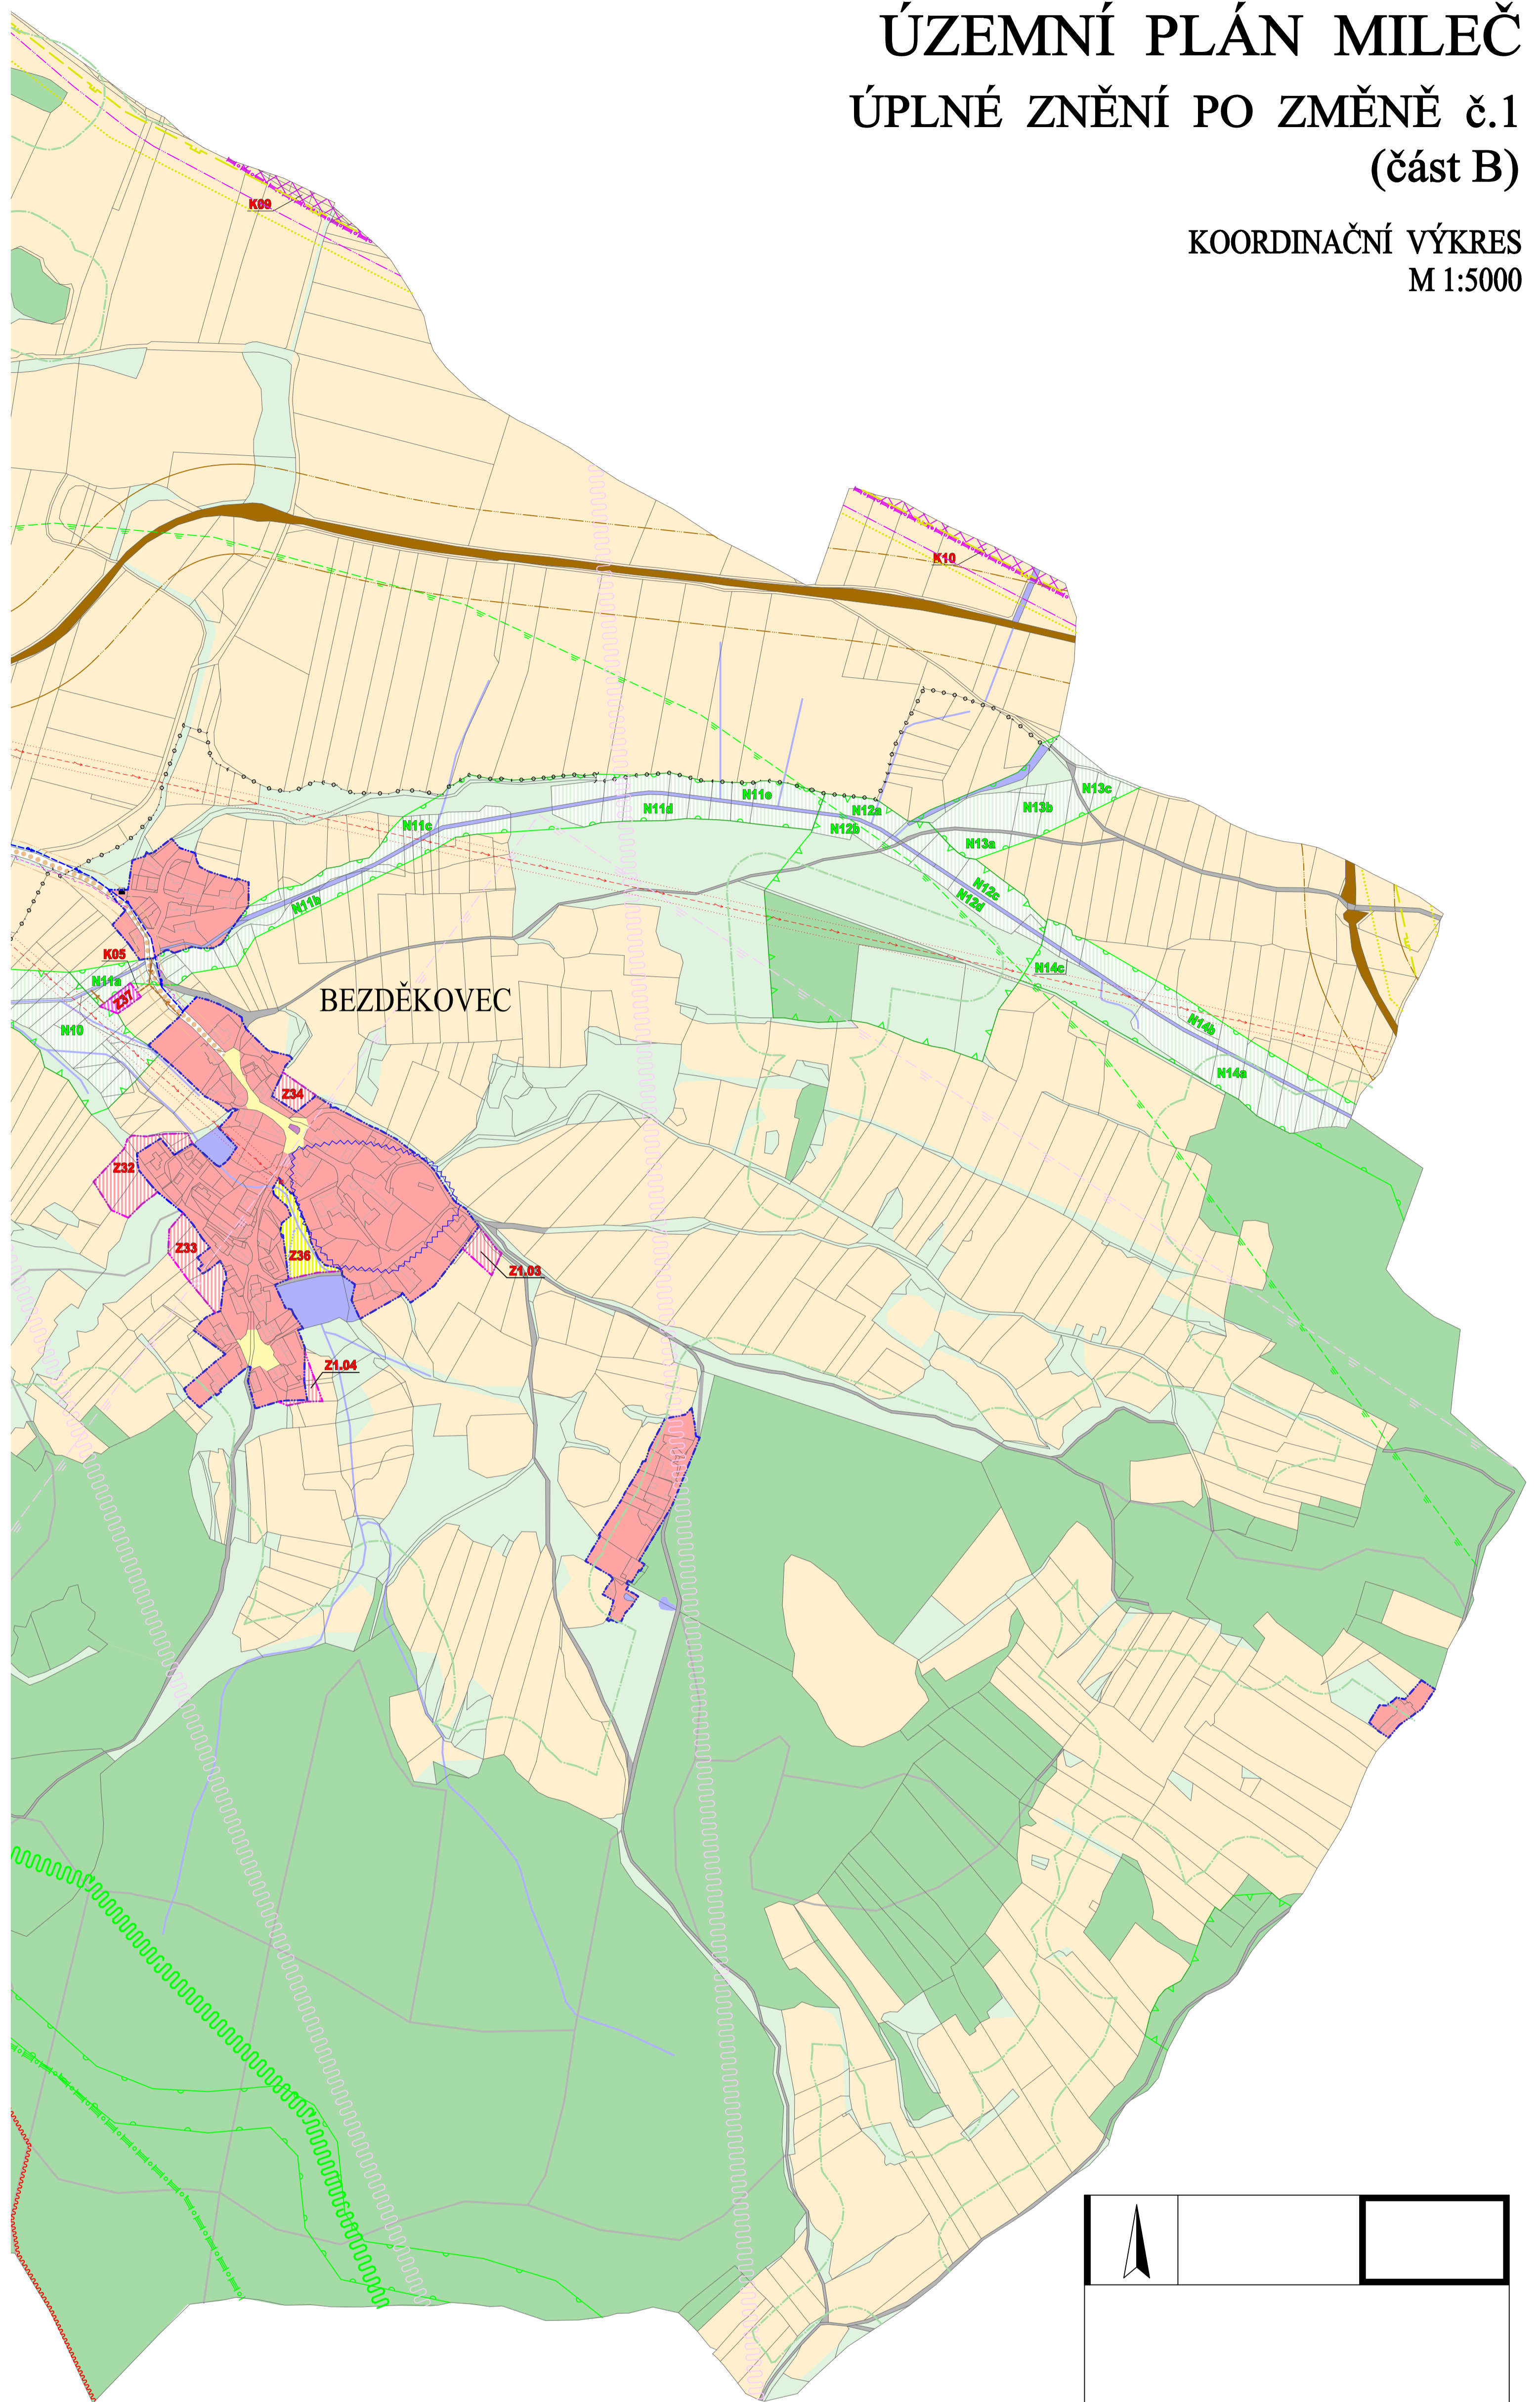 ÚZEMNÍ PLÁN MILEČ
ÚPLNÉ ZNĚNÍ PO ZMĚNĚ č.1
(část B)
KOORDINAČNÍ VÝKRES
M 1:5000
K09
K10
N13c
N11e
N11d
N12a
N13b
N11c
N12b
N13a
N12c
N11b
N12d
K05
N14c
N11a
Z37
BEZDĚKOVEC
N14b
N10
N14a
Z34
Z32
Z33
Z36
Z1.03
Z1.04